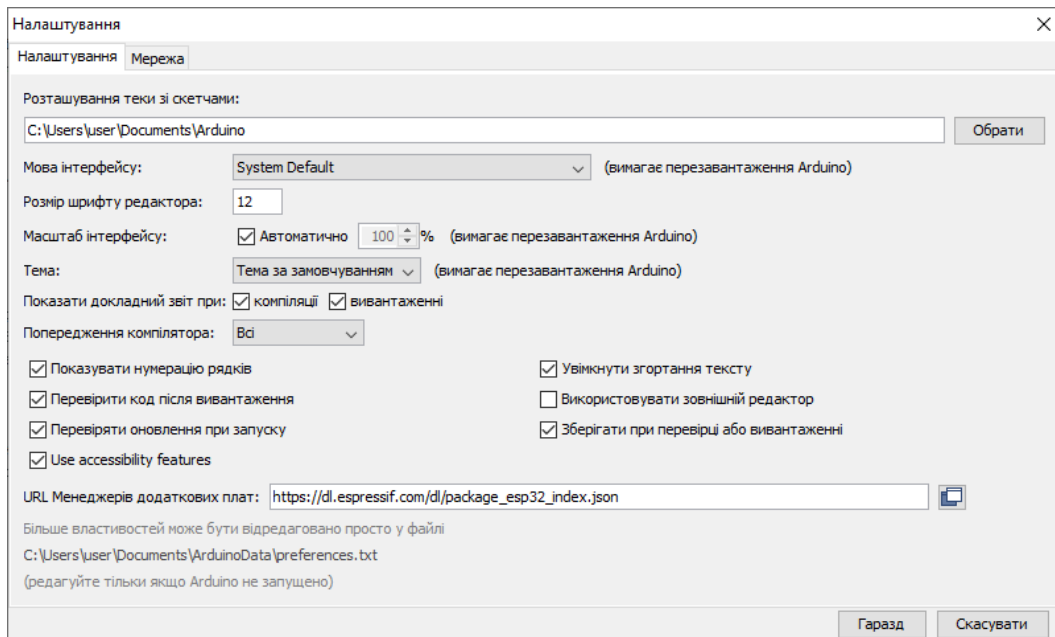 Налаштування
Налаштування Мережа
Розташування теки зі скетчами:
C:\Users\user\Documents\Arduino Обрати
Мова інтерфейсу: System Default (вимагає перезавантаження Arduino)
Розмір шрифту редактора: 12
Масштаб інтерфейсу: Автоматично 100 % (вимагає перезавантаження Arduino)
Тема: Тема за замовчуванням (вимагає перезавантаження Arduino)
Показати докладний звіт при: компіляції вивантаженні
Попередження компілятора: Всі
Показувати нумерацію рядків Увімкнути згортання тексту
Перевірити код після вивантаження Використовувати зовнішній редактор
Перевіряти оновлення при запуску Зберігати при перевірці або вивантаженні
Use accessibility features
URL Менеджерів додаткових плат: https://dl.espressif.com/dl/package_esp32_index.json
Більше властивостей може бути відредаговано просто у файлі
C:\Users\user\Documents\ArduinoData\preferences.txt
(редагуйте тільки якщо Arduino не запущено)
Гаразд Скасувати